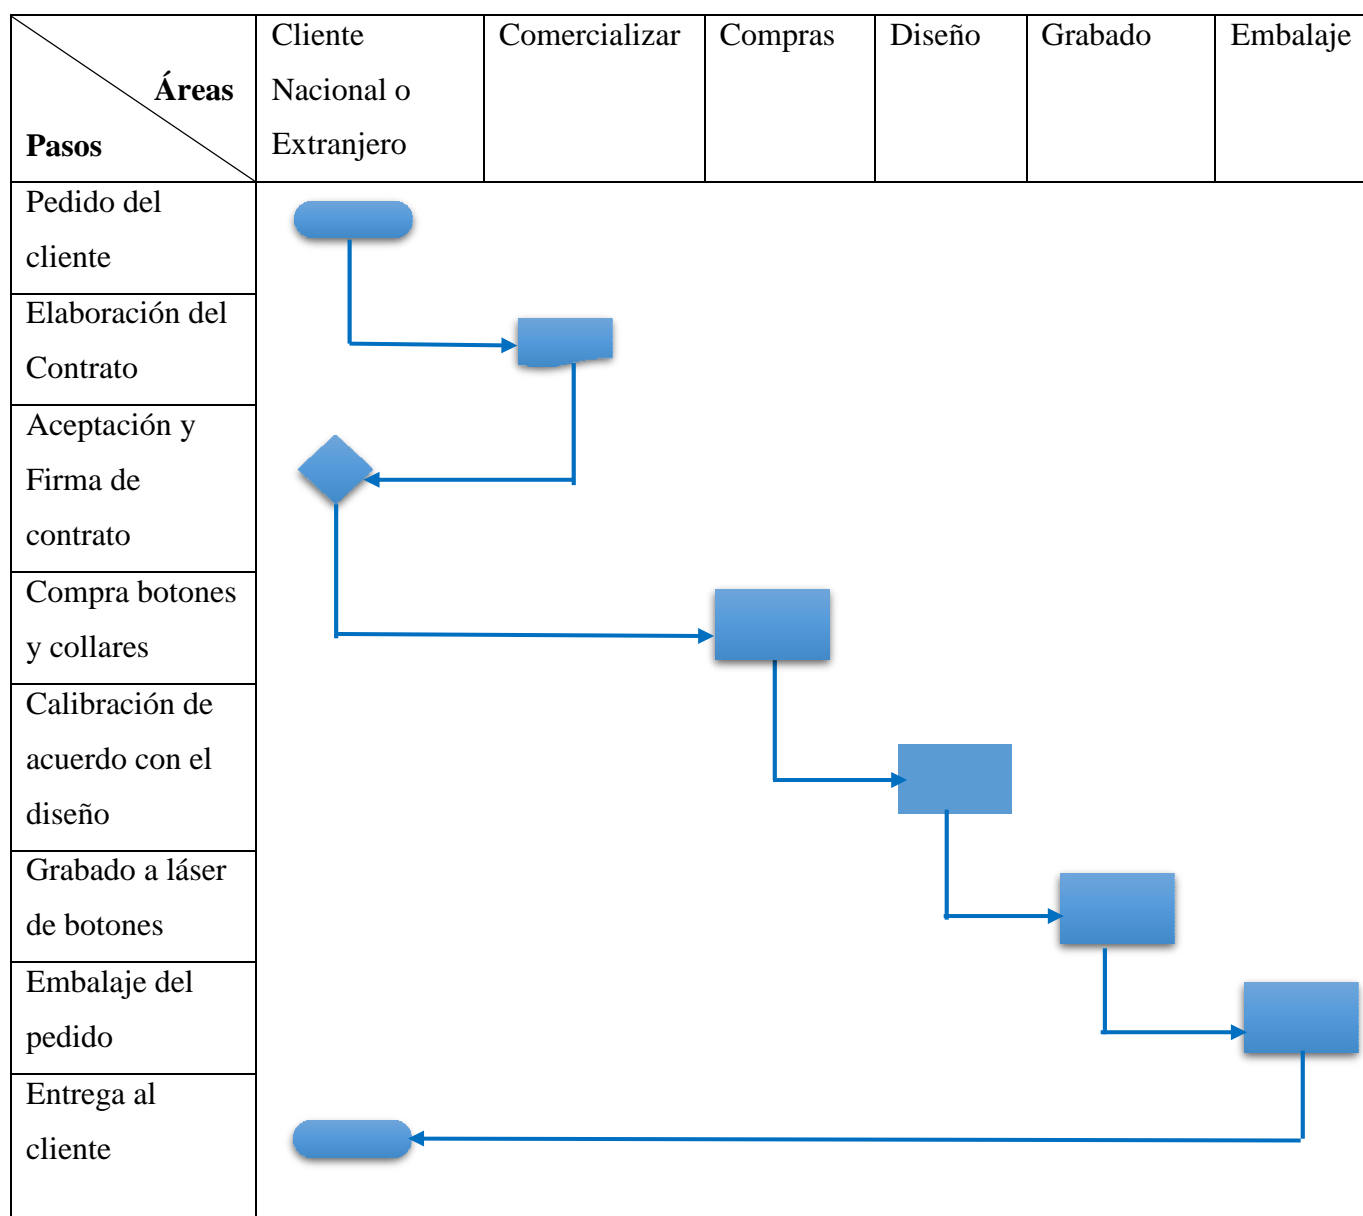 Áreas
Pasos
Cliente
Nacional o
Extranjero
Comercializar
Compras
Diseño
Grabado
Embalaje
Pedido del
cliente
Elaboración del
Contrato
Aceptación y
Firma de
contrato
Compra botones
y collares
Calibración de
acuerdo con el
diseño
Grabado a láser
de botones
Embalaje del
pedido
Entrega al
cliente